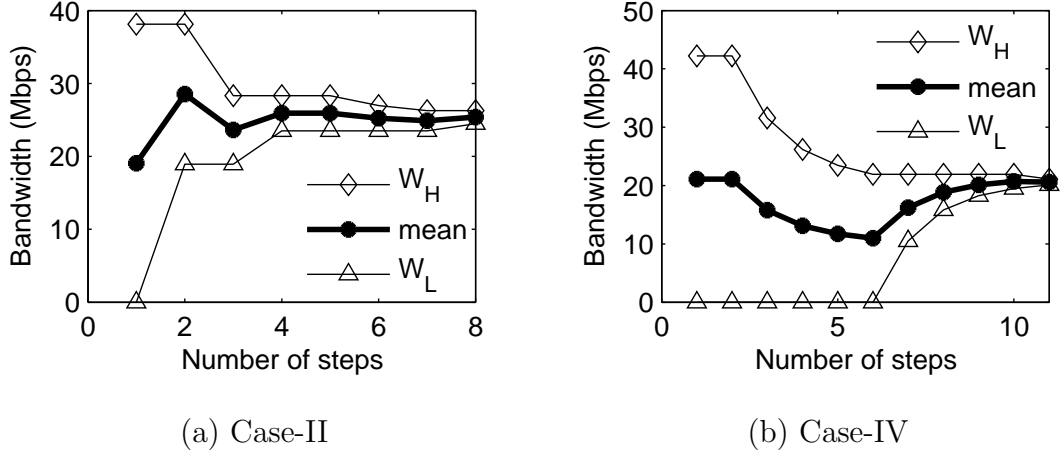 40
30
20
10
0
Bandwidth (Mbps)
W_H
mean
W_L
0 2 4 6 8
Number of steps
(a) Case-II
50
40
30
20
10
0
Bandwidth (Mbps)
W_H
mean
W_L
0 5 10
Number of steps
(b) Case-IV